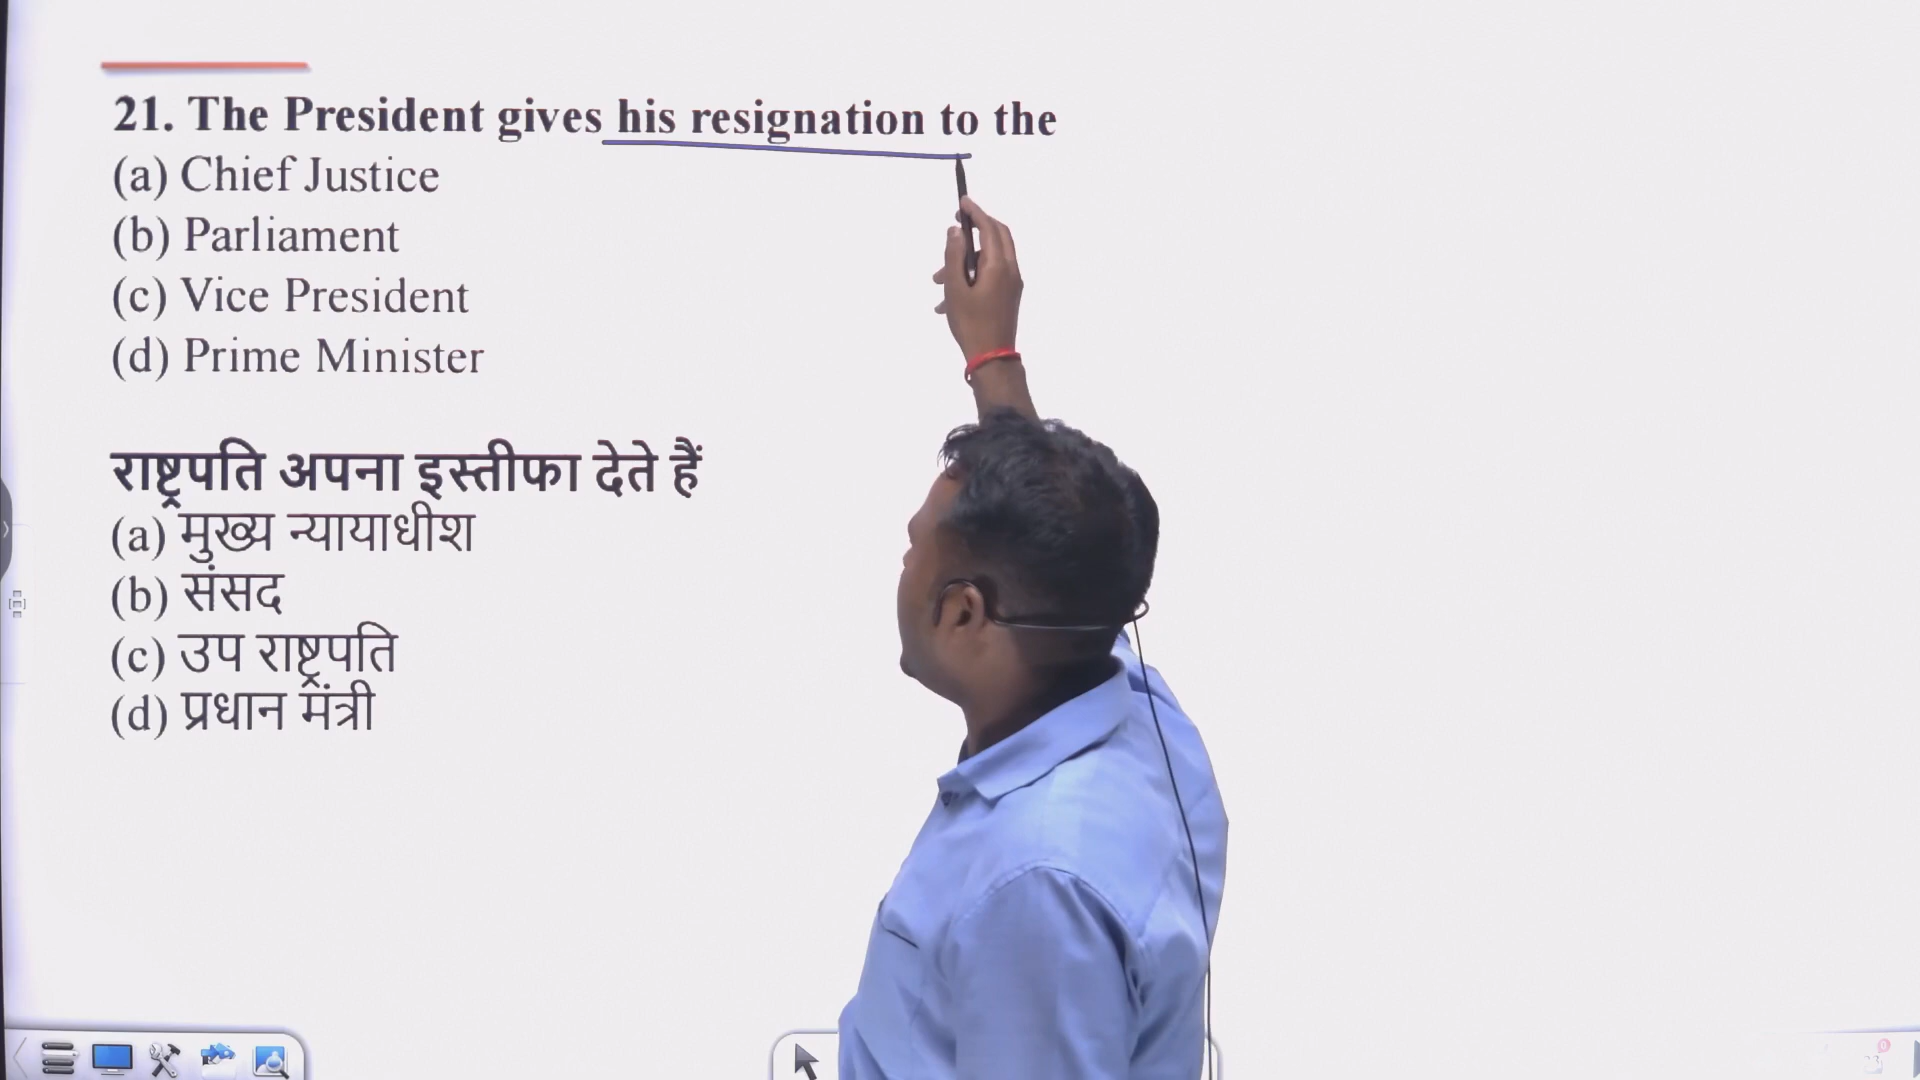 21. The President gives his resignation to the
(a) Chief Justice
(b) Parliament
(c) Vice President
(d) Prime Minister
राष्ट्रपति अपना इस्तीफा देते हैं
(a) मुख्य न्यायाधीश
(b) संसद
(c) उप राष्ट्रपति
(d) प्रधान मंत्री